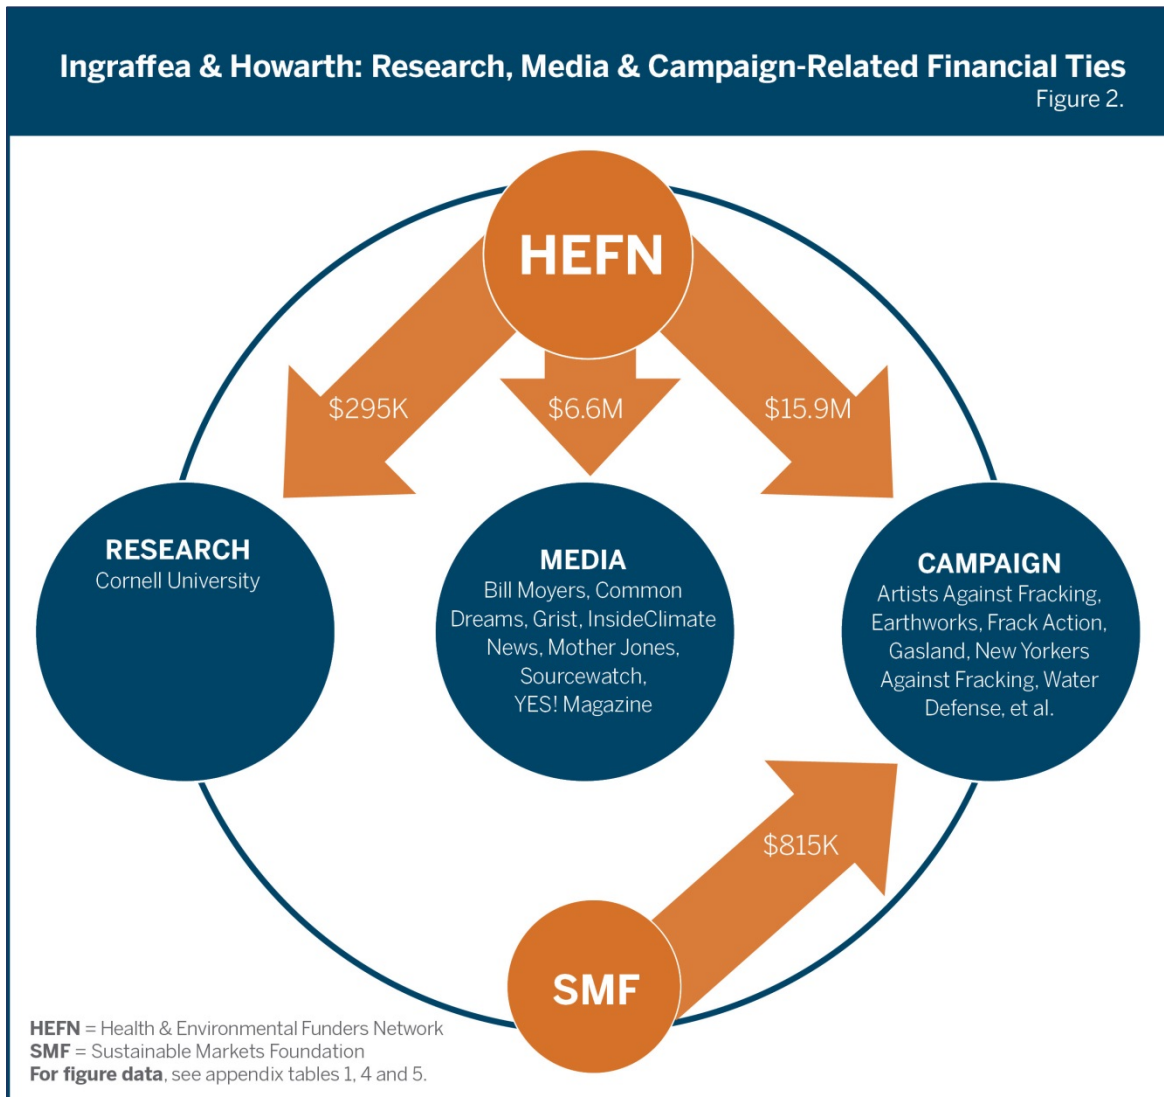 Ingraffea & Howarth: Research, Media & Campaign-Related Financial Ties
Figure 2.
HEFN
$295K
$6.6M
$15.9M
RESEARCH
Cornell University
MEDIA
Bill Moyers, Common
Dreams, Grist, InsideClimate
News, Mother Jones,
Sourcewatch,
YES! Magazine
CAMPAIGN
Artists Against Fracking,
Earthworks, Frack Action,
Gasland, New Yorkers
Against Fracking, Water
Defense, et al.
$815K
SMF
HEFN = Health & Environmental Funders Network
SMF = Sustainable Markets Foundation
For figure data, see appendix tables 1, 4 and 5.